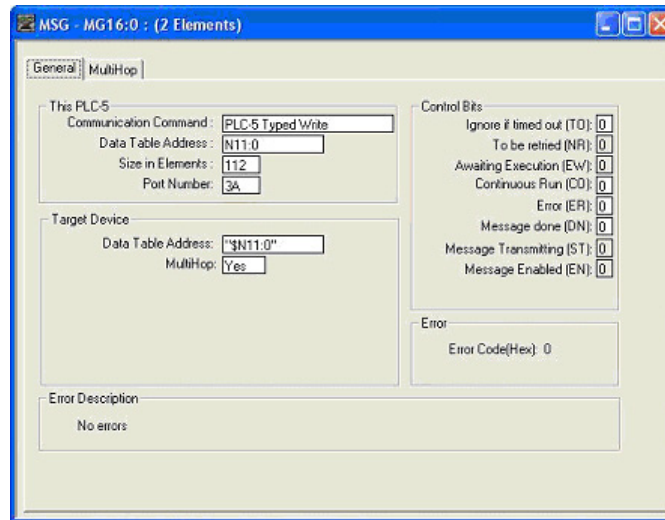 MSG - MG16:0 : (2 Elements)
General
MultiHop
This PLC-5
Communication Command : PLC-5 Typed Write
Data Table Address : N11:0
Size in Elements : 112
Port Number: 3A
Target Device
Data Table Address: "$N11:0"
MultiHop: Yes
Control Bits
Ignore if timed out (TO): 0
To be retried (NR): 0
Awaiting Execution (EW): 0
Continuous Run (CO): 0
Error (ER): 0
Message done (DN): 0
Message Transmitting (ST): 0
Message Enabled (EN): 0
Error
Error Code(Hex): 0
Error Description
No errors